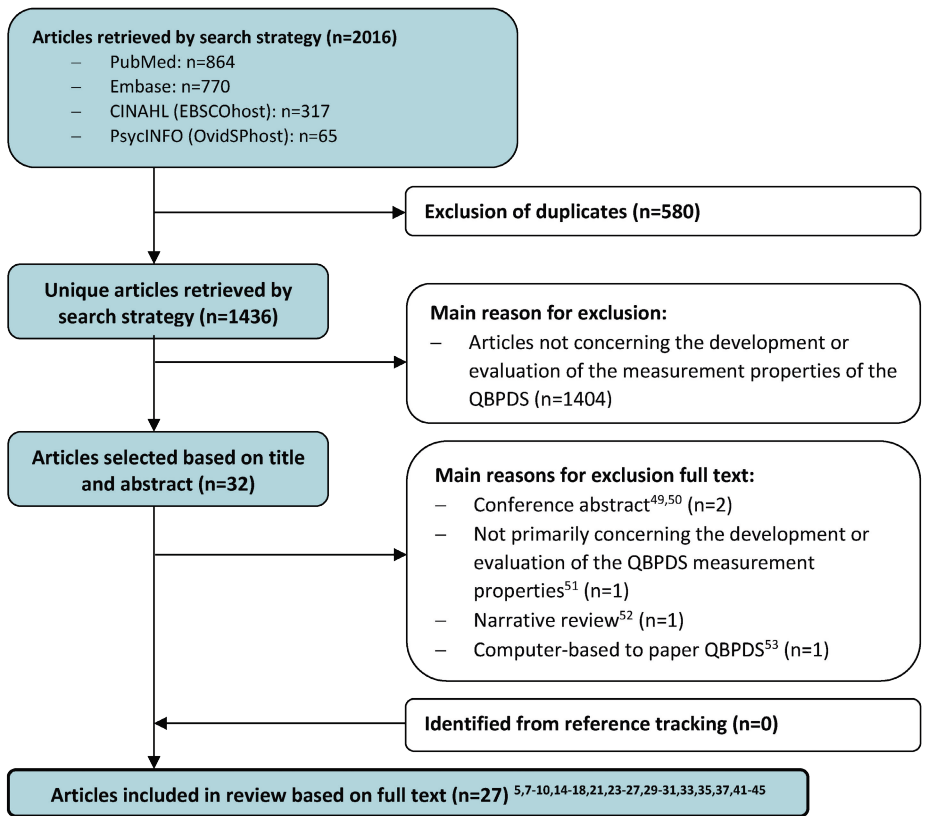 Articles retrieved by search strategy (n=2016)
– PubMed: n=864
– Embase: n=770
– CINAHL (EBSCOhost): n=317
– PsycINFO (OvidSPhost): n=65
Exclusion of duplicates (n=580)
Unique articles retrieved by
search strategy (n=1436)
Main reason for exclusion:
– Articles not concerning the development or
evaluation of the measurement properties of the
QBPDS (n=1404)
Articles selected based on title
and abstract (n=32)
Main reasons for exclusion full text:
– Conference abstract49,50 (n=2)
– Not primarily concerning the development or
evaluation of the QBPDS measurement
properties51 (n=1)
– Narrative review52 (n=1)
– Computer-based to paper QBPDS53 (n=1)
Identified from reference tracking (n=0)
Articles included in review based on full text (n=27) 5,7-10,14-18,21,23-27,29-31,33,35,37,41-45